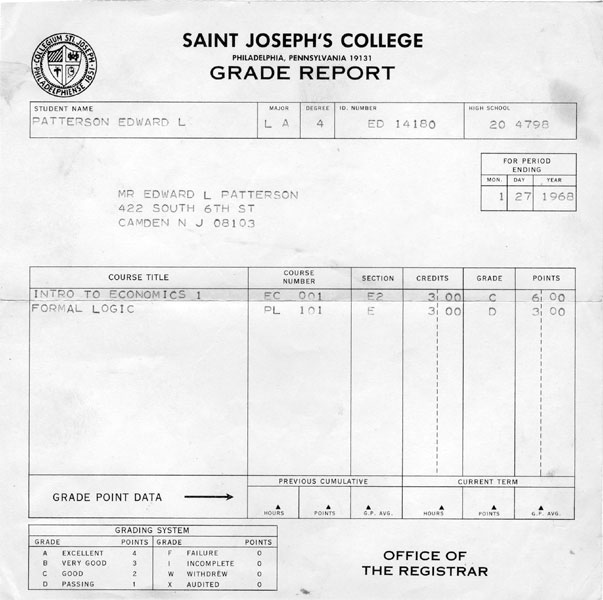 COLLEGIUM STI. JOSEPHI PHILADELPHIENSE 1851
SAINT JOSEPH'S COLLEGE
PHILADELPHIA, PENNSYLVANIA 19131
GRADE REPORT
STUDENT NAME MAJOR DEGREE ID. NUMBER HIGH SCHOOL
PATTERSON EDWARD L L A 4 ED 14180 20 4798
FOR PERIOD
ENDING
MON. DAY YEAR
1 27 1968
MR EDWARD L PATTERSON
422 SOUTH 6TH ST
CAMDEN N J 08103
COURSE TITLE COURSE NUMBER SECTION CREDITS GRADE POINTS
INTRO TO ECONOMICS 1 EC 001 E2 3 00 C 6 00
FORMAL LOGIC PL 101 E 3 00 D 3 00
GRADE POINT DATA
PREVIOUS CUMULATIVE CURRENT TERM
HOURS POINTS G.P. AVG. HOURS POINTS G.P. AVG.
GRADING SYSTEM
GRADE POINTS GRADE POINTS
A EXCELLENT 4 F FAILURE 0
B VERY GOOD 3 I INCOMPLETE 0
C GOOD 2 W WITHDREW 0
D PASSING 1 X AUDITED 0
OFFICE OF
THE REGISTRAR